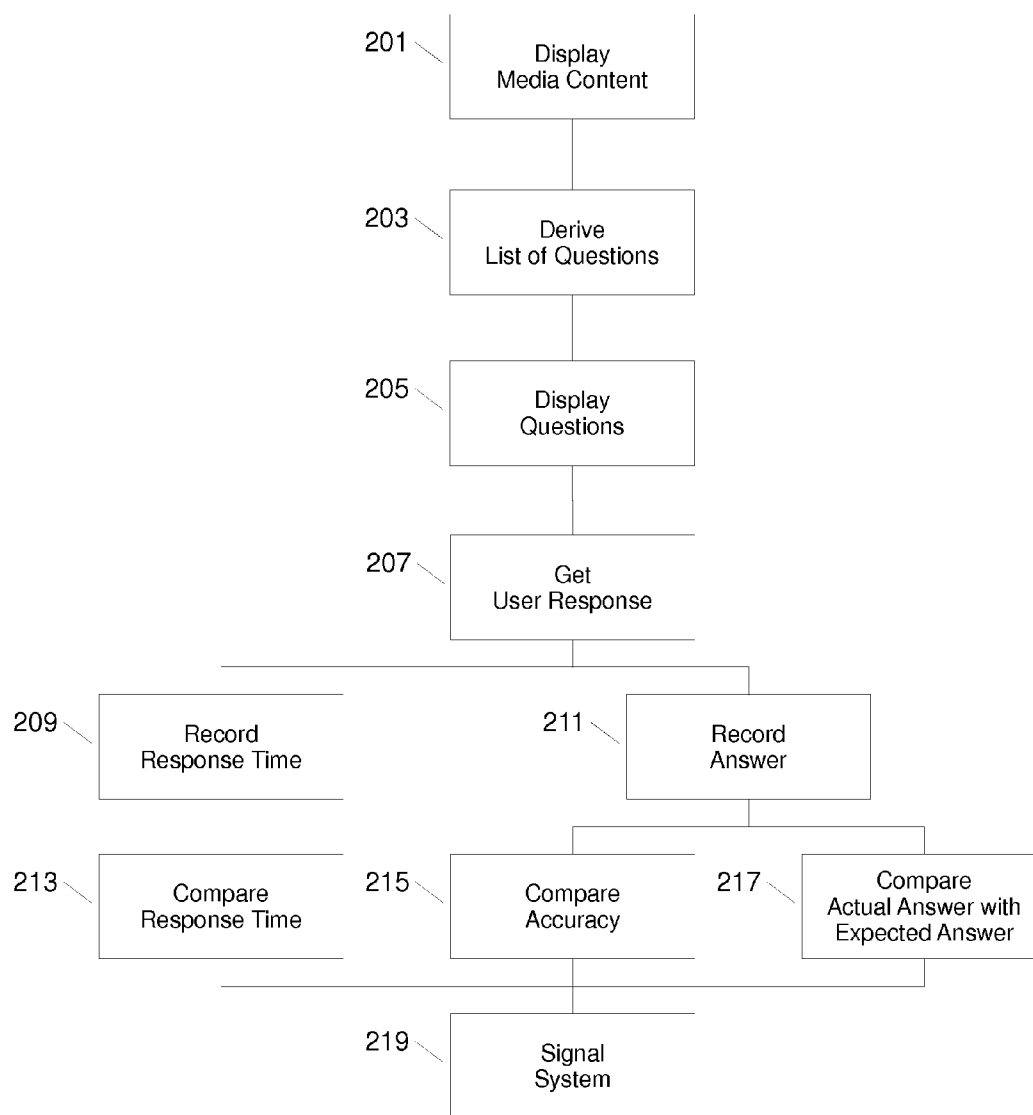 201
Display
Media Content
203
Derive
List of Questions
205
Display
Questions
207
Get
User Response
209
Record
Response Time
211
Record
Answer
213
Compare
Response Time
215
Compare
Accuracy
217
Compare
Actual Answer with
Expected Answer
219
Signal
System